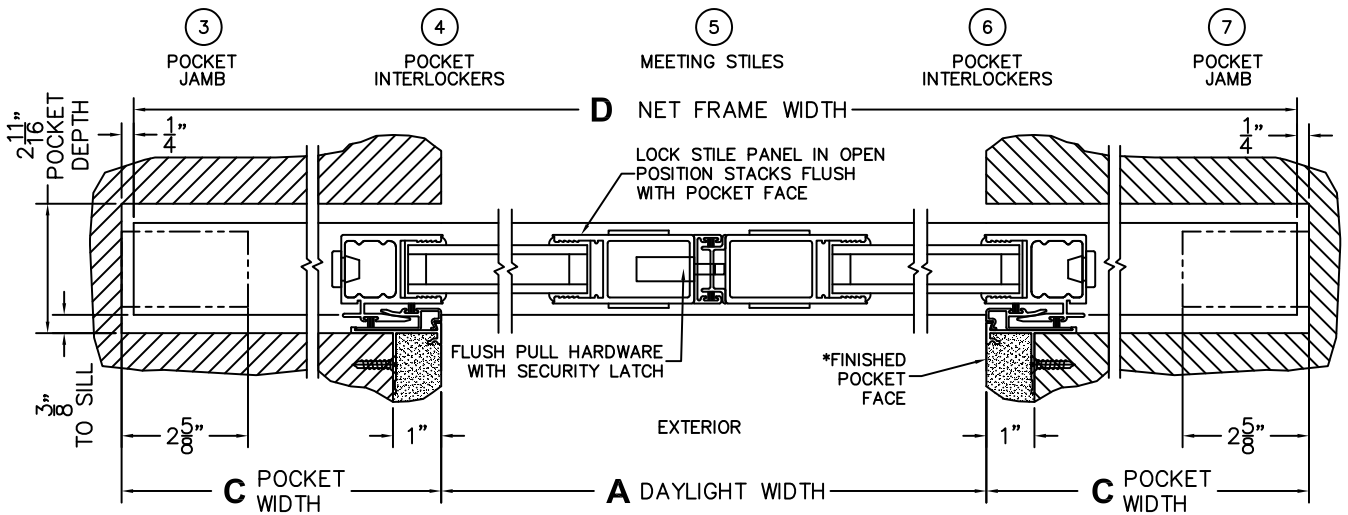 3
4
5
6
7
POCKET
JAMB
POCKET
INTERLOCKERS
MEETING STILES
POCKET
INTERLOCKERS
POCKET
JAMB
D NET FRAME WIDTH
2 11/16"
POCKET
DEPTH
1/4"
1/4"
LOCK STILE PANEL IN OPEN
POSITION STACKS FLUSH
WITH POCKET FACE
FLUSH PULL HARDWARE
WITH SECURITY LATCH
*FINISHED
POCKET
FACE
3/8"
TO SILL
2 5/8"
1"
EXTERIOR
1"
2 5/8"
C POCKET
WIDTH
A DAYLIGHT WIDTH
C POCKET
WIDTH